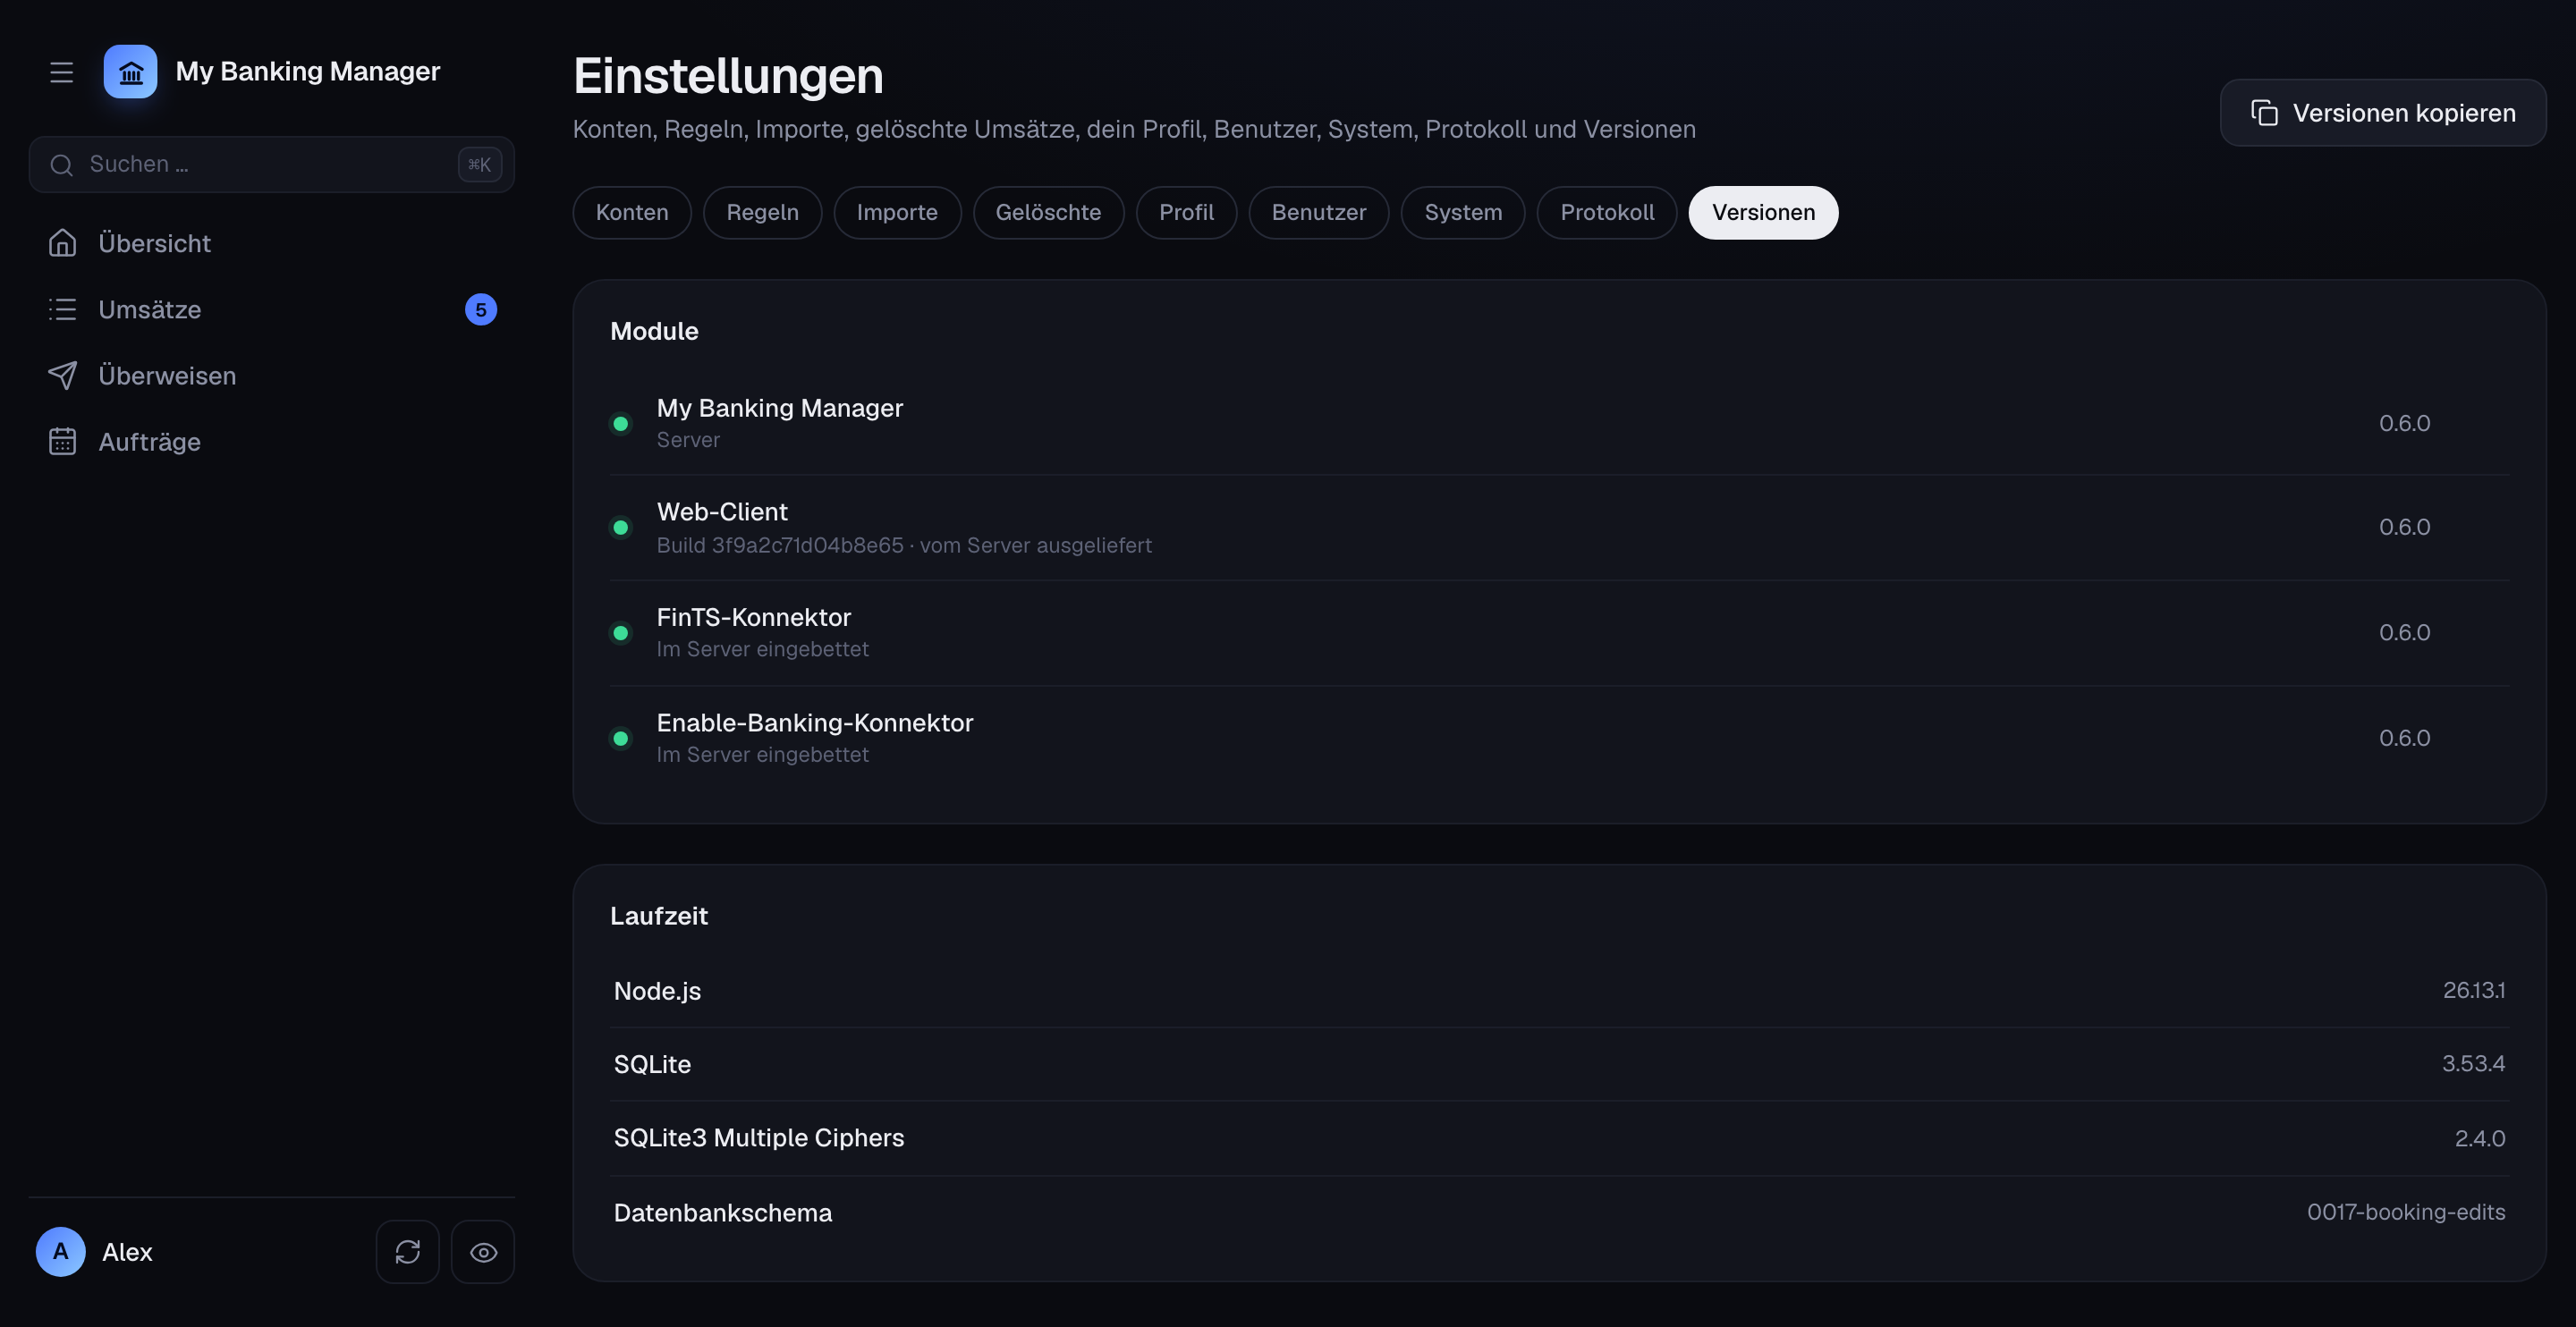 My Banking Manager
Suchen …
⌘K
Übersicht
Umsätze
5
Überweisen
Aufträge
A
Alex
Einstellungen
Konten, Regeln, Importe, gelöschte Umsätze, dein Profil, Benutzer, System, Protokoll und Versionen
Versionen kopieren
Konten
Regeln
Importe
Gelöschte
Profil
Benutzer
System
Protokoll
Versionen
Module
My Banking Manager
Server
0.6.0
Web-Client
Build 3f9a2c71d04b8e65 · vom Server ausgeliefert
0.6.0
FinTS-Konnektor
Im Server eingebettet
0.6.0
Enable-Banking-Konnektor
Im Server eingebettet
0.6.0
Laufzeit
Node.js
26.13.1
SQLite
3.53.4
SQLite3 Multiple Ciphers
2.4.0
Datenbankschema
0017-booking-edits